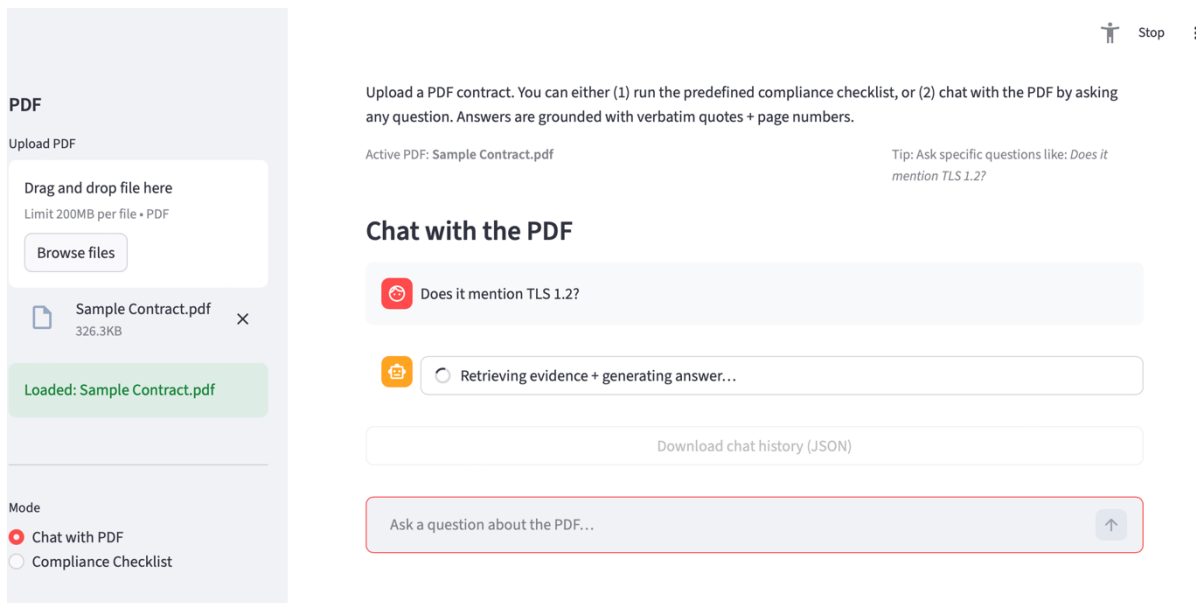 Stop
PDF
Upload PDF
Drag and drop file here
Limit 200MB per file • PDF
Browse files
Sample Contract.pdf
326.3KB
Loaded: Sample Contract.pdf
Mode
Chat with PDF
Compliance Checklist
Upload a PDF contract. You can either (1) run the predefined compliance checklist, or (2) chat with the PDF by asking
any question. Answers are grounded with verbatim quotes + page numbers.
Active PDF: Sample Contract.pdf
Tip: Ask specific questions like: Does it
mention TLS 1.2?
Chat with the PDF
Does it mention TLS 1.2?
Retrieving evidence + generating answer...
Download chat history (JSON)
Ask a question about the PDF...